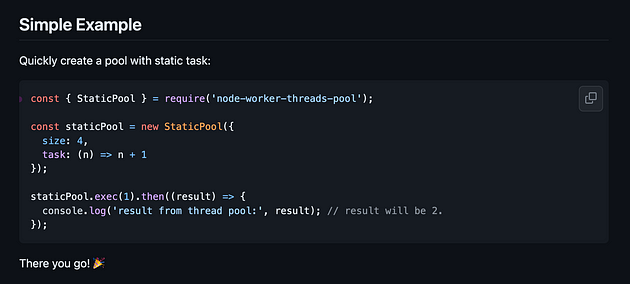 Simple Example
Quickly create a pool with static task:
const { StaticPool } = require('node-worker-threads-pool');
const staticPool = new StaticPool({
  size: 4,
  task: (n) => n + 1
});
staticPool.exec(1).then((result) => {
  console.log('result from thread pool:', result); // result will be 2.
});
There you go! 🎉